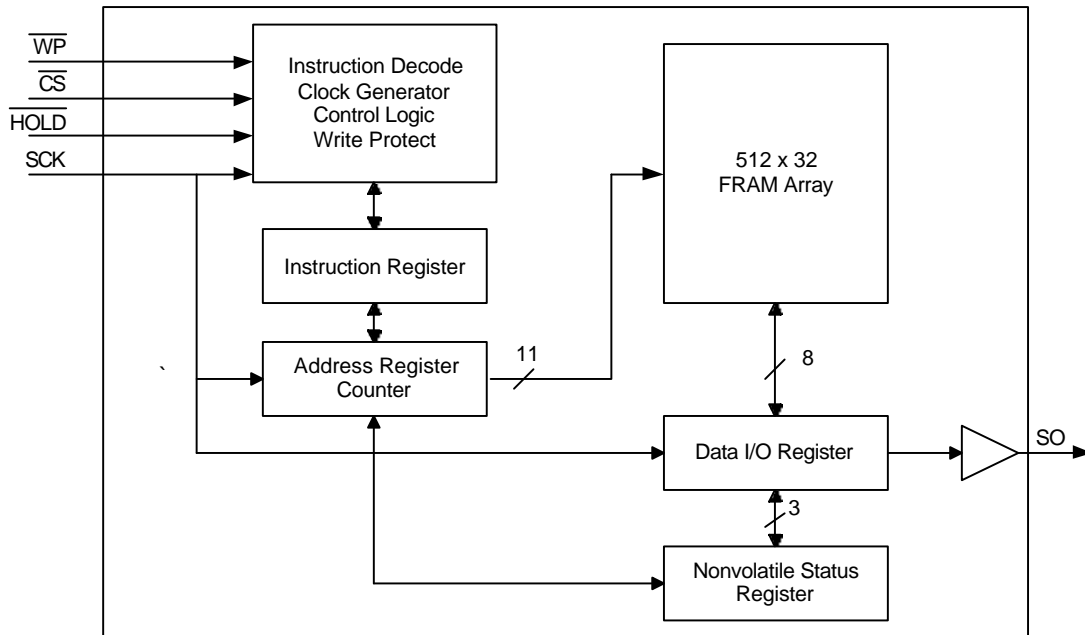 WP
CS
HOLD
SCK
Instruction Decode
Clock Generator
Control Logic
Write Protect
512 x 32
FRAM Array
Instruction Register
Address Register
Counter
11
8
`
Data I/O Register
SO
3
Nonvolatile Status
Register